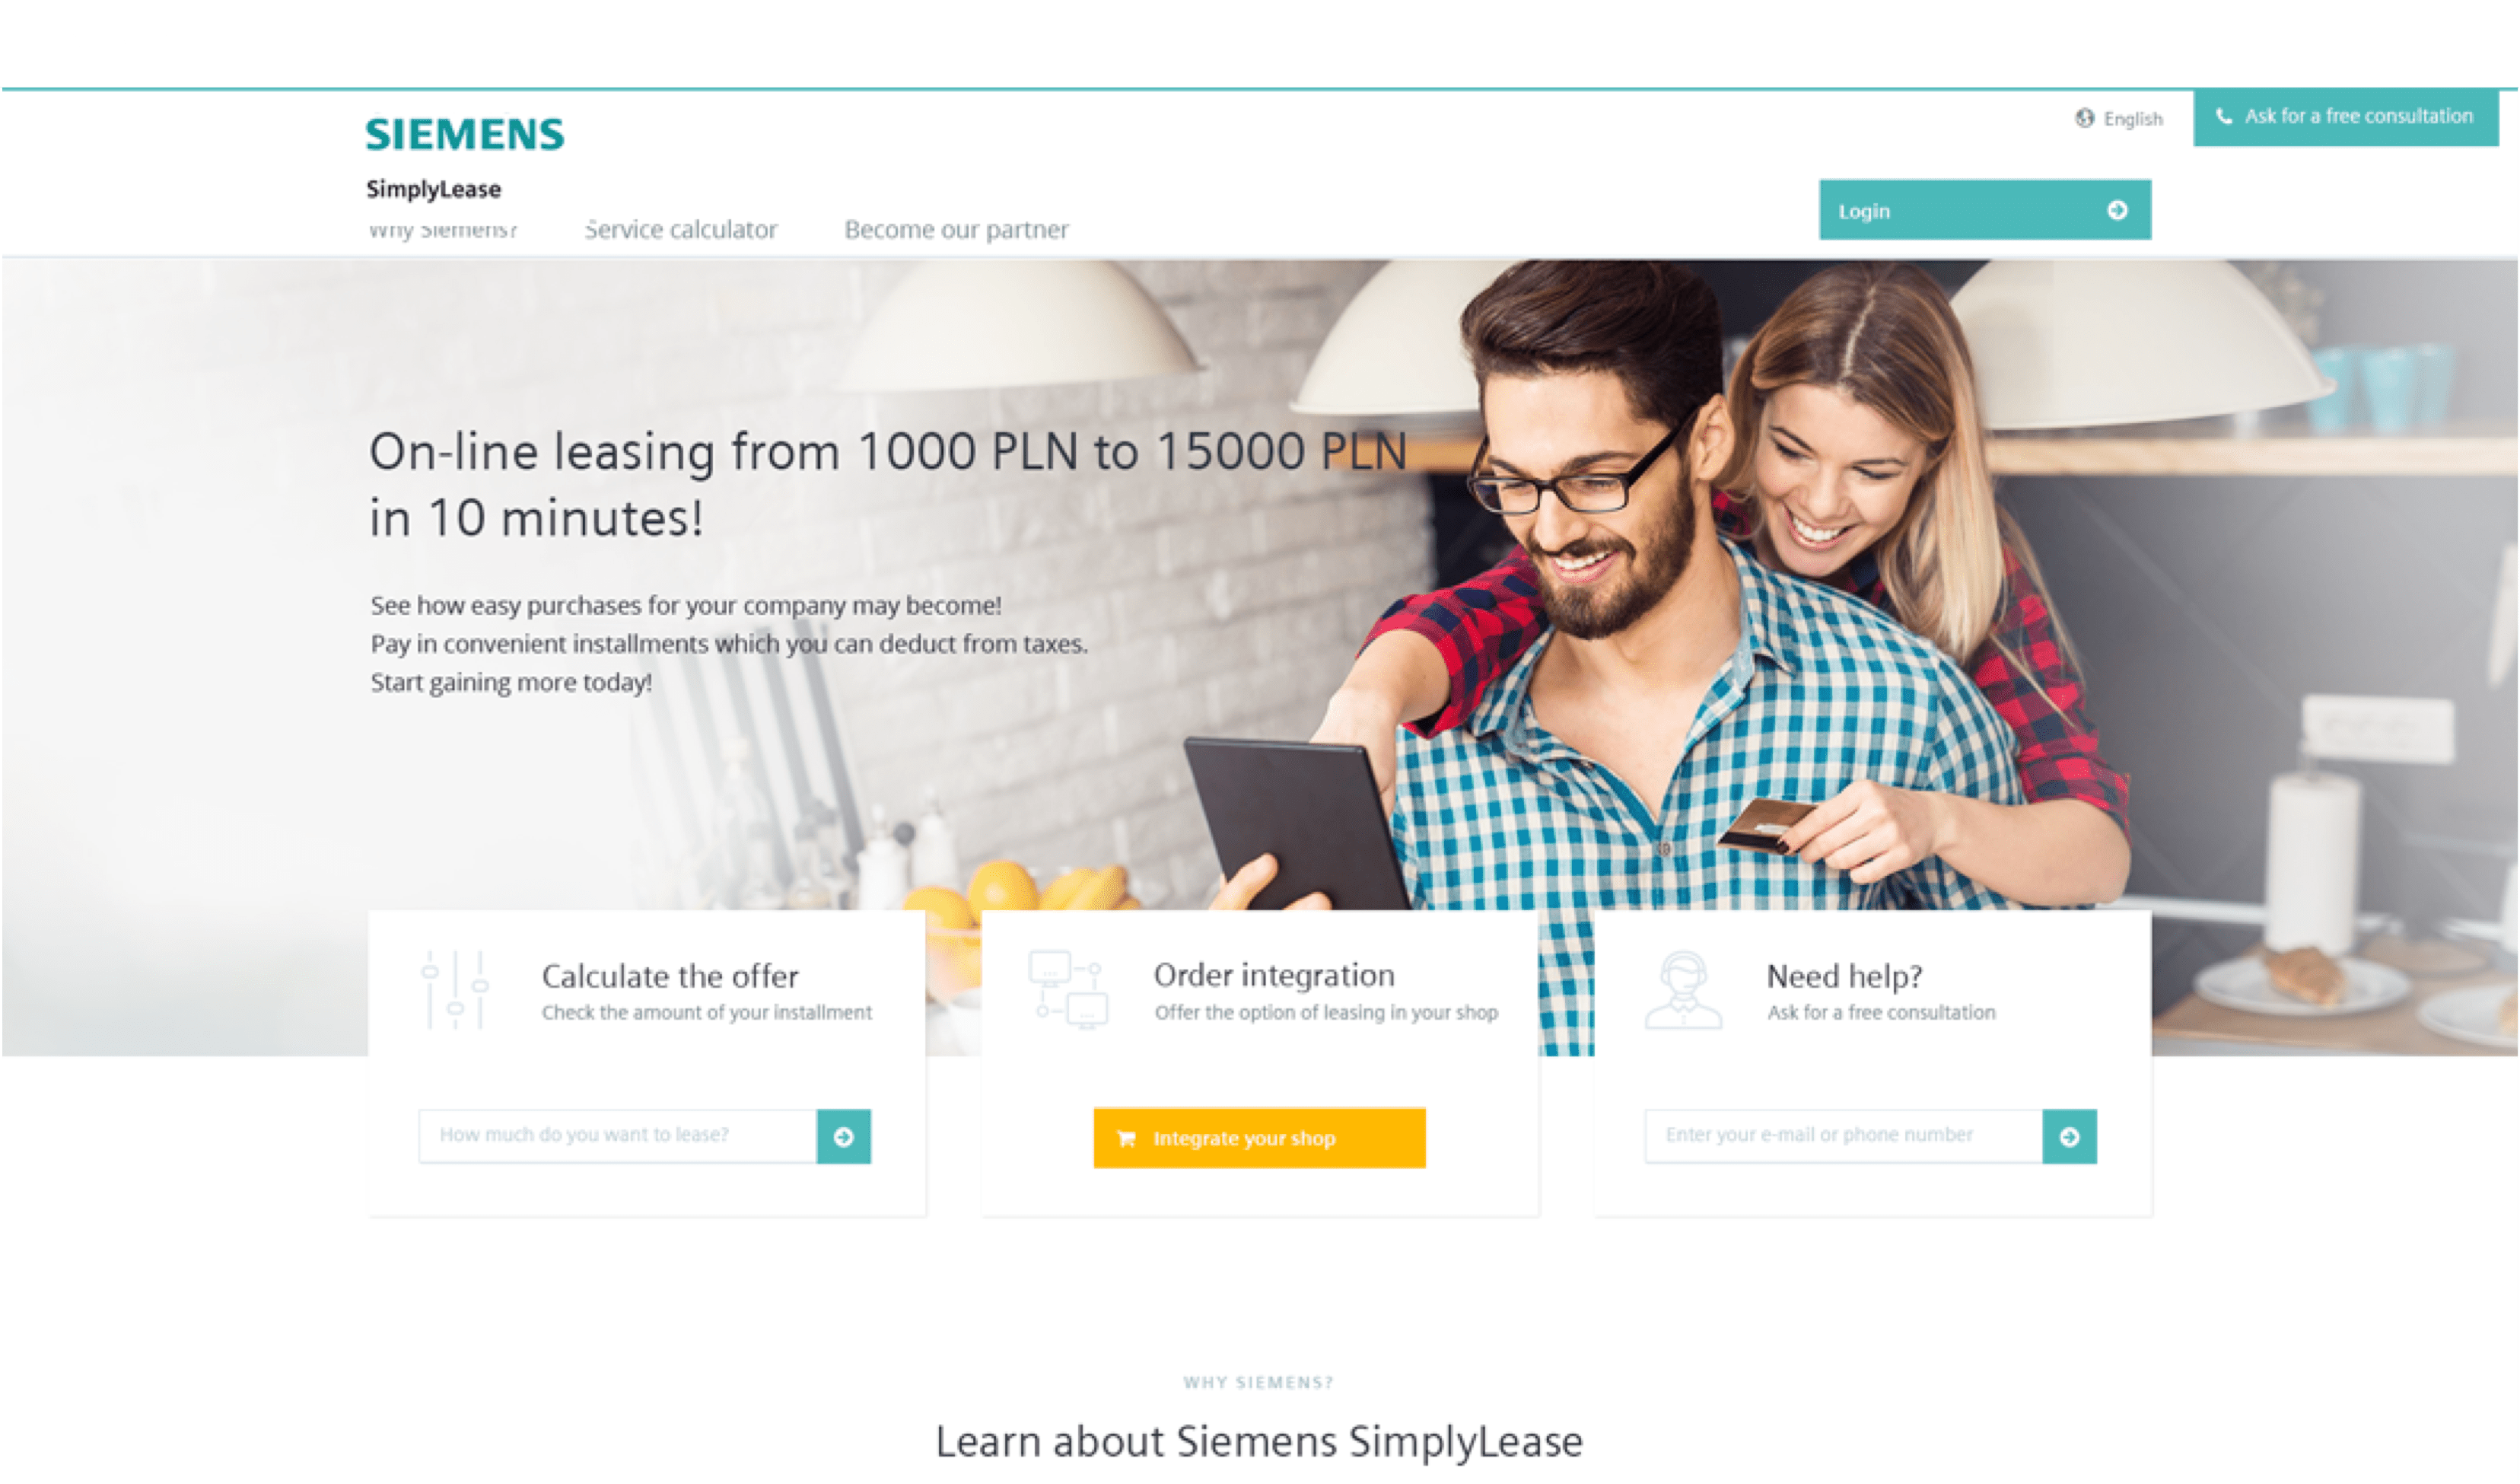 SIEMENS
English
Ask for a free consultation
SimplyLease
Login
Why Siemens?
Service calculator
Become our partner
On-line leasing from 1000 PLN to 15000 PLN
in 10 minutes!
See how easy purchases for your company may become!
Pay in convenient installments which you can deduct from taxes.
Start gaining more today!
Calculate the offer
Check the amount of your installment
How much do you want to lease?
Order integration
Offer the option of leasing in your shop
Integrate your shop
Need help?
Ask for a free consultation
Enter your e-mail or phone number
WHY SIEMENS?
Learn about Siemens SimplyLease